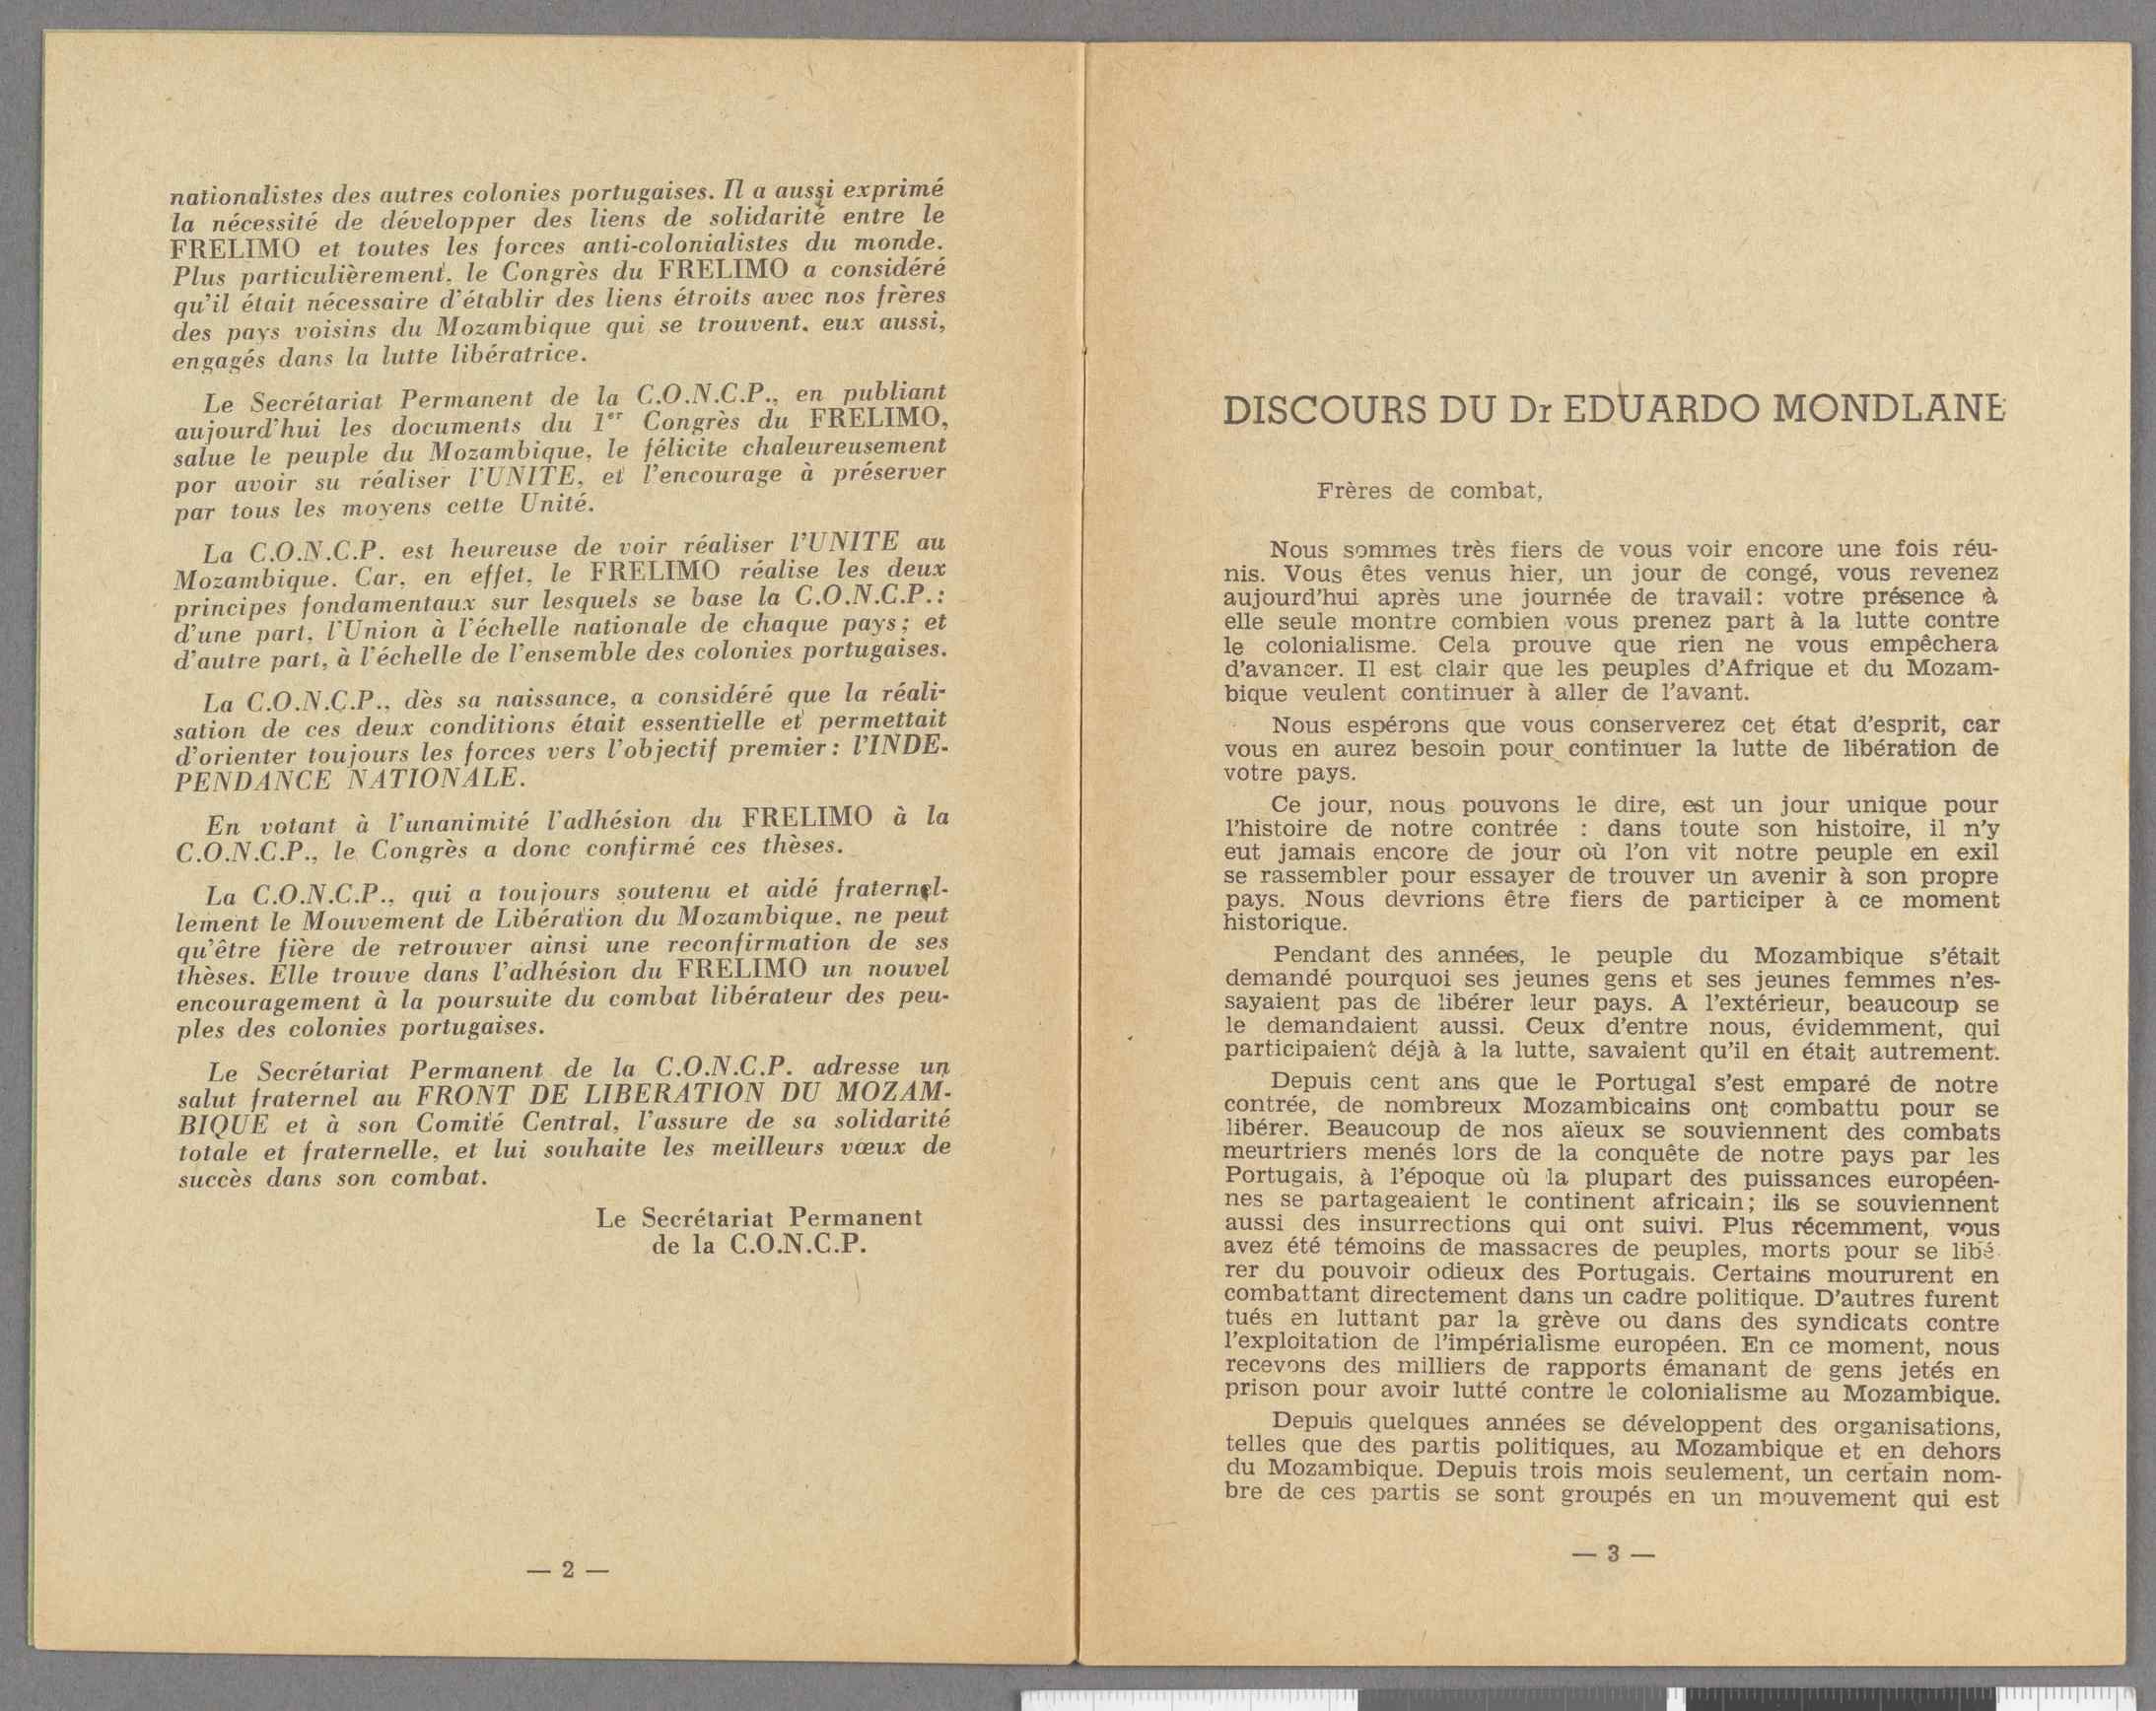 nationalistes des autres colonies portugaises. Il a aussi exprimé
la nécessité de développer des liens de solidarité entre le
FRELIMO et toutes les forces anti-colonialistes du monde.
Plus particulièrement, le Congrès du FRELIMO a considéré
qu'il était nécessaire d'établir des liens étroits avec nos frères
des pays voisins du Mozambique qui se trouvent, eux aussi,
engagés dans la lutte libératrice.
Le Secrétariat Permanent de la C.O.N.C.P., en publiant
aujourd'hui les documents du 1er Congrès du FRELIMO,
salue le peuple du Mozambique, le félicite chaleureusement
por avoir su réaliser l'UNITE, et l'encourage à préserver
par tous les moyens cette Unité.
La C.O.N.C.P. est heureuse de voir réaliser l'UNITE au
Mozambique. Car, en effet, le FRELIMO réalise les deux
principes fondamentaux sur lesquels se base la C.O.N.C.P.:
d'une part, l'Union à l'échelle nationale de chaque pays; et
d'autre part, à l'échelle de l'ensemble des colonies portugaises.
La C.O.N.C.P., dès sa naissance, a considéré que la réali-
sation de ces deux conditions était essentielle et permettait
d'orienter toujours les forces vers l'objectif premier: l'INDE-
PENDANCE NATIONALE.
En votant à l'unanimité l'adhésion du FRELIMO à la
C.O.N.C.P., le Congrès a donc confirmé ces thèses.
La C.O.N.C.P., qui a toujours soutenu et aidé fraternel-
lement le Mouvement de Libération du Mozambique, ne peut
qu'être fière de retrouver ainsi une reconfirmation de ses
thèses. Elle trouve dans l'adhésion du FRELIMO un nouvel
encouragement à la poursuite du combat libérateur des peu-
ples des colonies portugaises.
Le Secrétariat Permanent de la C.O.N.C.P. adresse un
salut fraternel au FRONT DE LIBERATION DU MOZAM-
BIQUE et à son Comité Central, l'assure de sa solidarité
totale et fraternelle, et lui souhaite les meilleurs vœux de
succès dans son combat.
Le Secrétariat Permanent
de la C.O.N.C.P.
— 2 —
DISCOURS DU Dr EDUARDO MONDLANE
Frères de combat,
Nous sommes très fiers de vous voir encore une fois réu-
nis. Vous êtes venus hier, un jour de congé, vous revenez
aujourd'hui après une journée de travail: votre présence à
elle seule montre combien vous prenez part à la lutte contre
le colonialisme. Cela prouve que rien ne vous empêchera
d'avancer. Il est clair que les peuples d'Afrique et du Mozam-
bique veulent continuer à aller de l'avant.
Nous espérons que vous conserverez cet état d'esprit, car
vous en aurez besoin pour continuer la lutte de libération de
votre pays.
Ce jour, nous pouvons le dire, est un jour unique pour
l'histoire de notre contrée : dans toute son histoire, il n'y
eut jamais encore de jour où l'on vit notre peuple en exil
se rassembler pour essayer de trouver un avenir à son propre
pays. Nous devrions être fiers de participer à ce moment
historique.
Pendant des années, le peuple du Mozambique s'était
demandé pourquoi ses jeunes gens et ses jeunes femmes n'es-
sayaient pas de libérer leur pays. A l'extérieur, beaucoup se
le demandaient aussi. Ceux d'entre nous, évidemment, qui
participaient déjà à la lutte, savaient qu'il en était autrement.
Depuis cent ans que le Portugal s'est emparé de notre
contrée, de nombreux Mozambicains ont combattu pour se
libérer. Beaucoup de nos aïeux se souviennent des combats
meurtriers menés lors de la conquête de notre pays par les
Portugais, à l'époque où la plupart des puissances européen-
nes se partageaient le continent africain; ils se souviennent
aussi des insurrections qui ont suivi. Plus récemment, vous
avez été témoins de massacres de peuples, morts pour se libé-
rer du pouvoir odieux des Portugais. Certains moururent en
combattant directement dans un cadre politique. D'autres furent
tués en luttant par la grève ou dans des syndicats contre
l'exploitation de l'impérialisme européen. En ce moment, nous
recevons des milliers de rapports émanant de gens jetés en
prison pour avoir lutté contre le colonialisme au Mozambique.
Depuis quelques années se développent des organisations,
telles que des partis politiques, au Mozambique et en dehors
du Mozambique. Depuis trois mois seulement, un certain nom-
bre de ces partis se sont groupés en un mouvement qui est
— 3 —